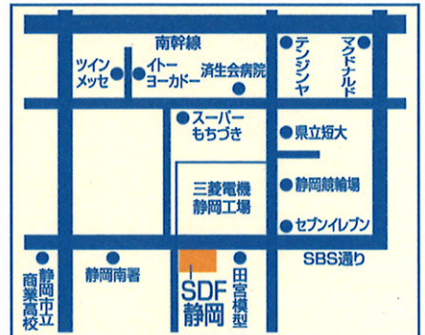 南幹線
ツイン
メッセ
イトー
ヨーカドー
済生会病院
テンジンヤ
マクドナルド
スーパー
もちづき
県立短大
三菱電機
静岡工場
静岡競輪場
セブンイレブン
SBS通り
静岡市立
商業高校
静岡南署
SDF
静岡
田宮模型